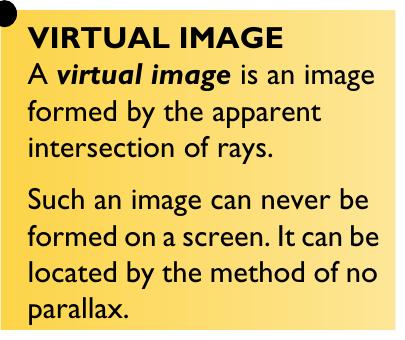 VIRTUAL IMAGE
A virtual image is an image
formed by the apparent
intersection of rays.
Such an image can never be
formed on a screen. It can be
located by the method of no
parallax.